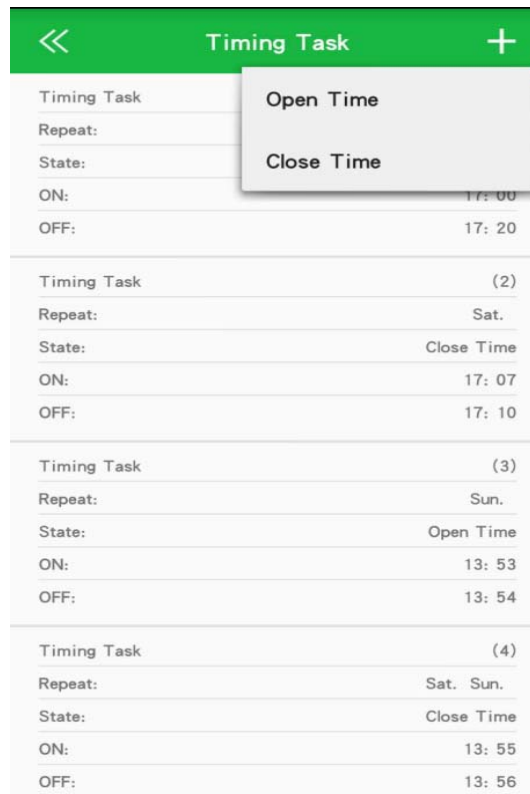 Timing Task
Open Time
Close Time
Timing Task
Repeat:
State:
ON: 17: 00
OFF: 17: 20
Timing Task (2)
Repeat: Sat.
State: Close Time
ON: 17: 07
OFF: 17: 10
Timing Task (3)
Repeat: Sun.
State: Open Time
ON: 13: 53
OFF: 13: 54
Timing Task (4)
Repeat: Sat. Sun.
State: Close Time
ON: 13: 55
OFF: 13: 56